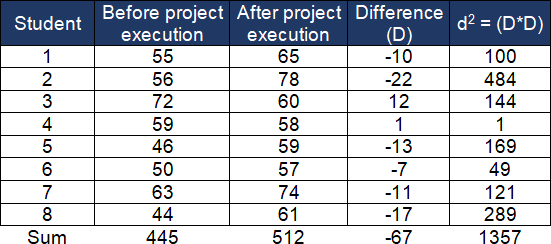 Student Before project execution After project execution Difference (D) d² = (D*D)
1 55 65 -10 100
2 56 78 -22 484
3 72 60 12 144
4 59 58 1 1
5 46 59 -13 169
6 50 57 -7 49
7 63 74 -11 121
8 44 61 -17 289
Sum 445 512 -67 1357